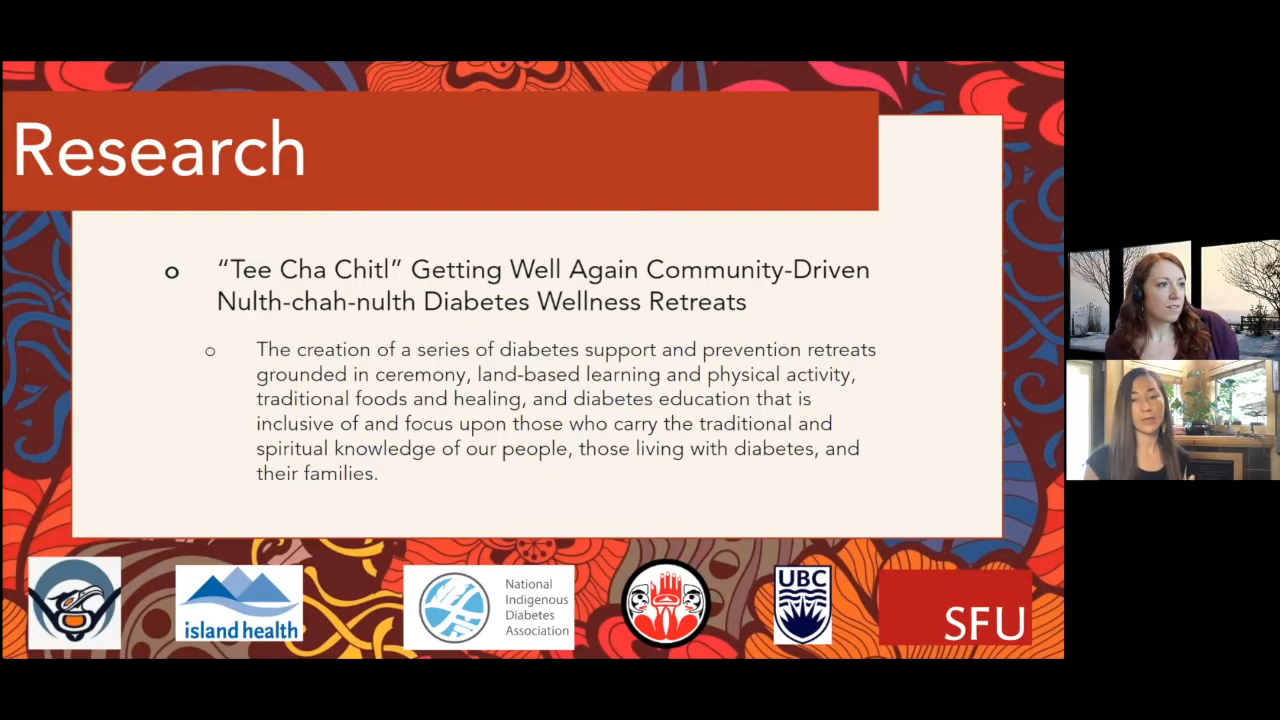 Research
o "Tee Cha Chitl" Getting Well Again Community-Driven
Nulth-chah-nulth Diabetes Wellness Retreats
o The creation of a series of diabetes support and prevention retreats
grounded in ceremony, land-based learning and physical activity,
traditional foods and healing, and diabetes education that is
inclusive of and focus upon those who carry the traditional and
spiritual knowledge of our people, those living with diabetes, and
their families.
island health
National
Indigenous
Diabetes
Association
UBC
SFU